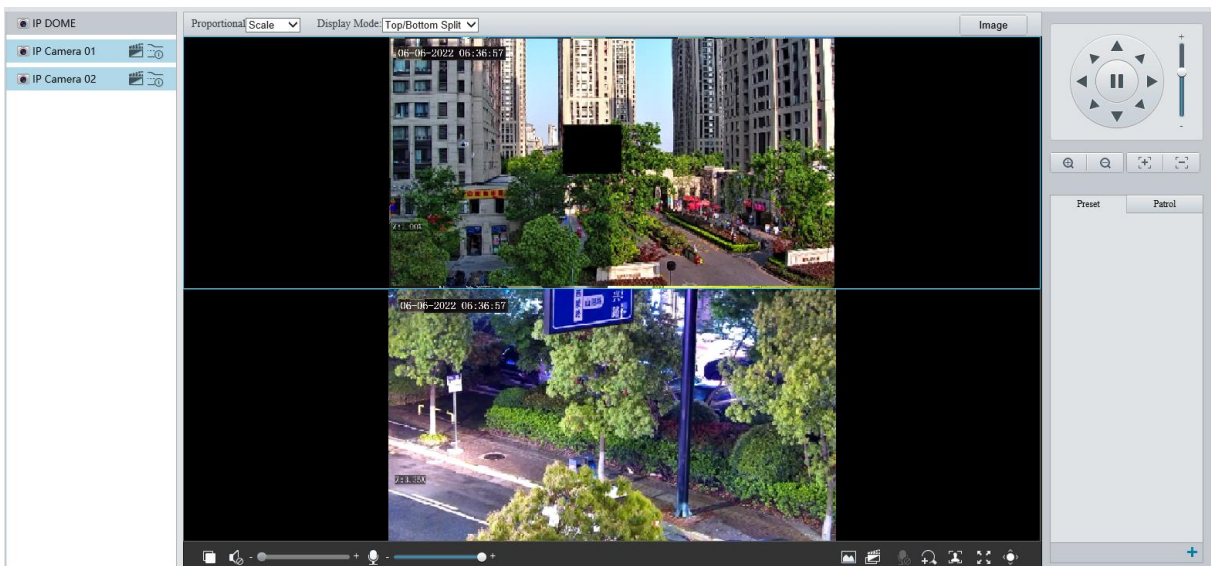 IP DOME
IP Camera 01
IP Camera 02
Proportional Scale Display Mode: Top/Bottom Split Image
06-06-2022 06:36:57
06-06-2022 06:36:57
+
-
Preset Patrol
- + - +
+